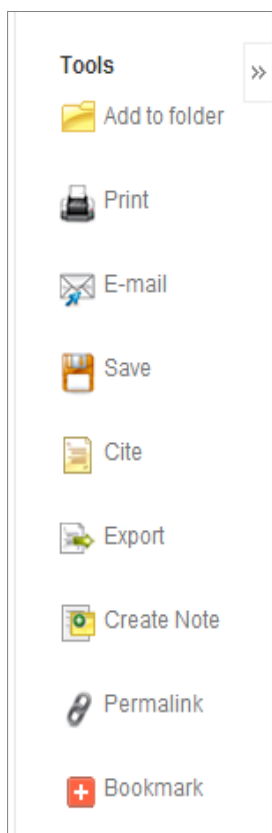 Tools
»
Add to folder
Print
E-mail
Save
Cite
Export
Create Note
Permalink
Bookmark